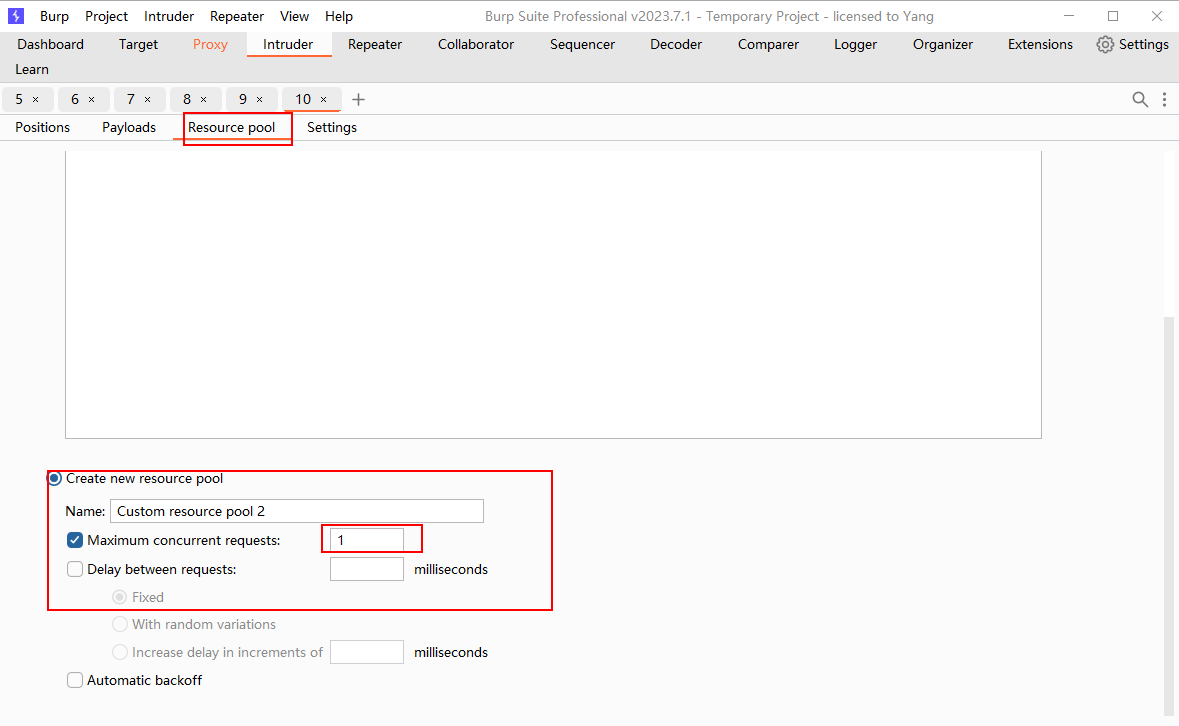 Burp Project Intruder Repeater View Help Burp Suite Professional v2023.7.1 - Temporary Project - licensed to Yang
Dashboard Target Proxy Intruder Repeater Collaborator Sequencer Decoder Comparer Logger Organizer Extensions Settings
Learn
5 × 6 × 7 × 8 × 9 × 10 × +
Positions Payloads Resource pool Settings
Create new resource pool
Name: Custom resource pool 2
Maximum concurrent requests: 1
Delay between requests: milliseconds
Fixed
With random variations
Increase delay in increments of milliseconds
Automatic backoff